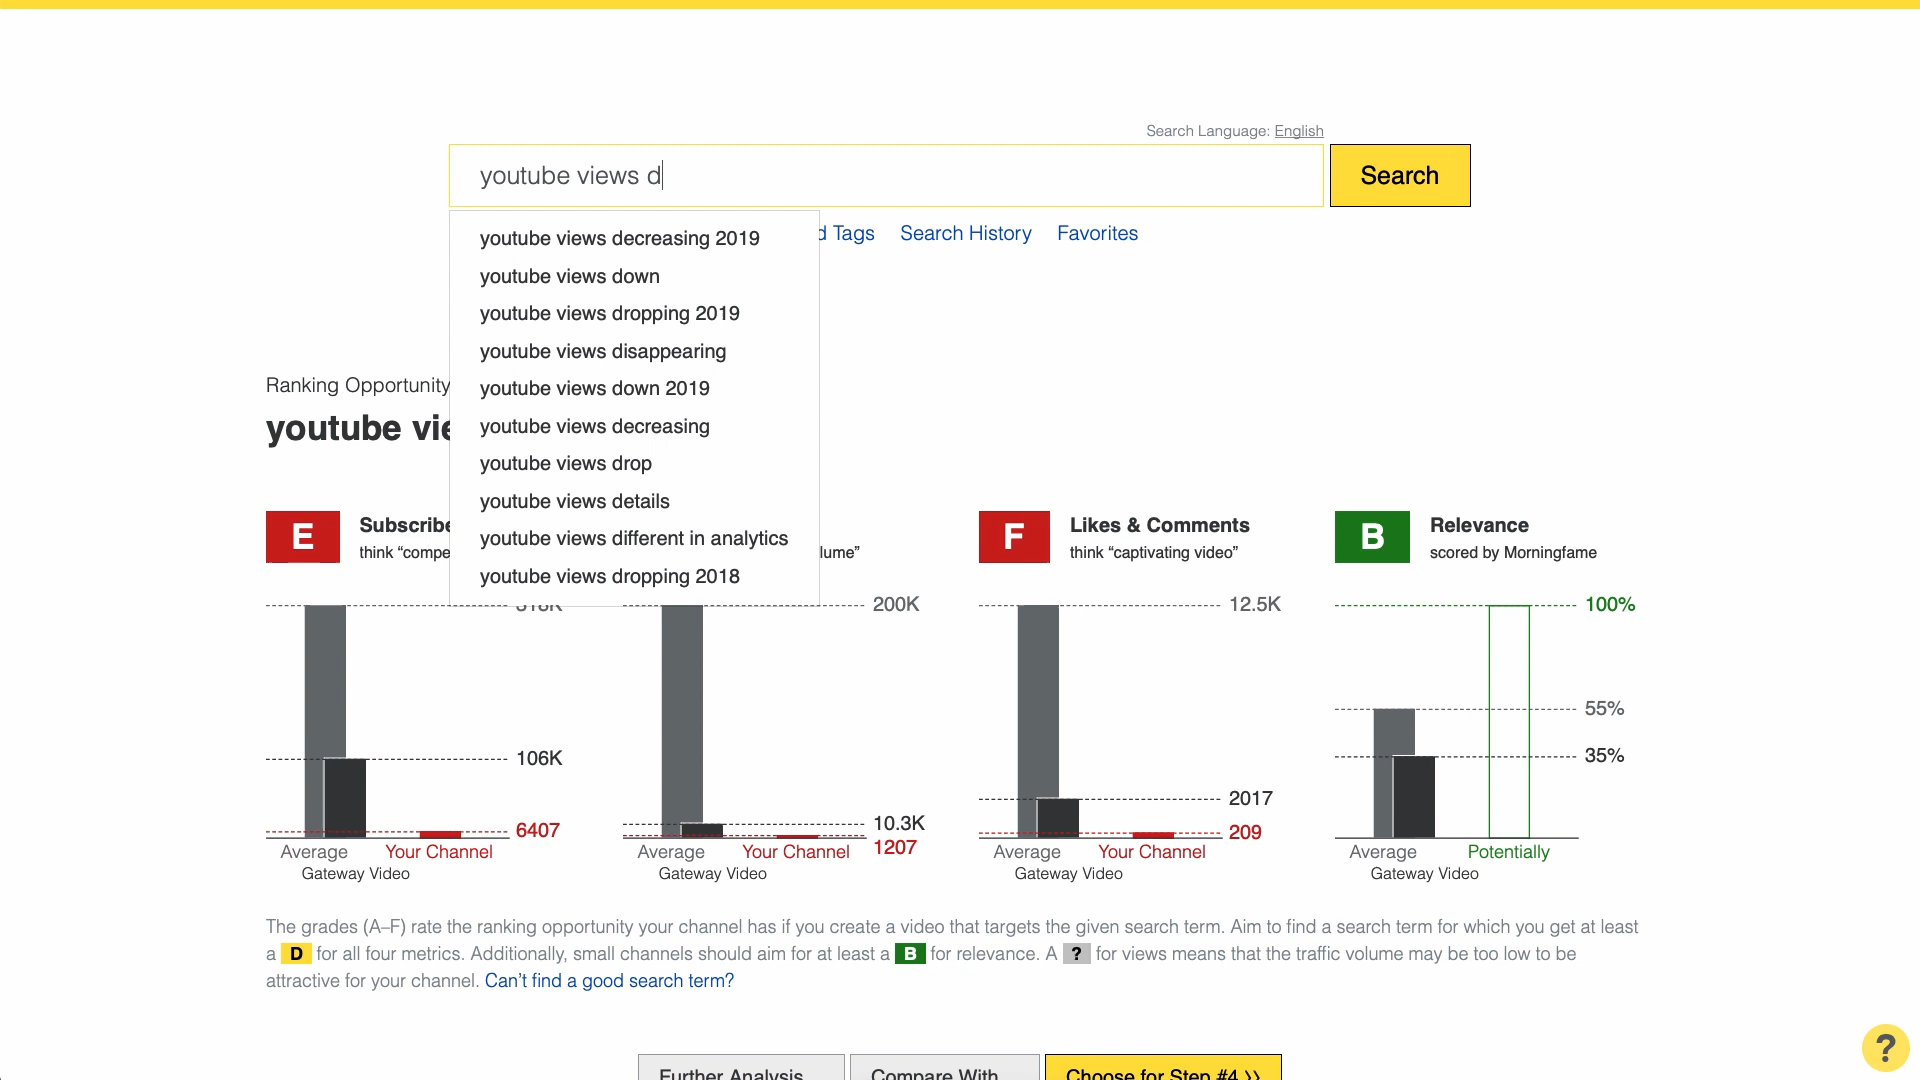 Search Language: English
youtube views d
Search
d Tags Search History Favorites
youtube views decreasing 2019
youtube views down
youtube views dropping 2019
youtube views disappearing
youtube views down 2019
youtube views decreasing
youtube views drop
youtube views details
youtube views different in analytics
youtube views dropping 2018
Ranking Opportunity
youtube vie
E
Subscribe
think “compe
lume”
F
Likes & Comments
think “captivating video”
B
Relevance
scored by Morningfame
106K
6407
Average Your Channel
Gateway Video
200K
10.3K
1207
Average Your Channel
Gateway Video
12.5K
2017
209
Average Your Channel
Gateway Video
100%
55%
35%
Average Potentially
Gateway Video
The grades (A–F) rate the ranking opportunity your channel has if you create a video that targets the given search term. Aim to find a search term for which you get at least
a D for all four metrics. Additionally, small channels should aim for at least a B for relevance. A ? for views means that the traffic volume may be too low to be
attractive for your channel. Can’t find a good search term?
Further Analysis Compare With Choose for Step #4 ⟩⟩
?